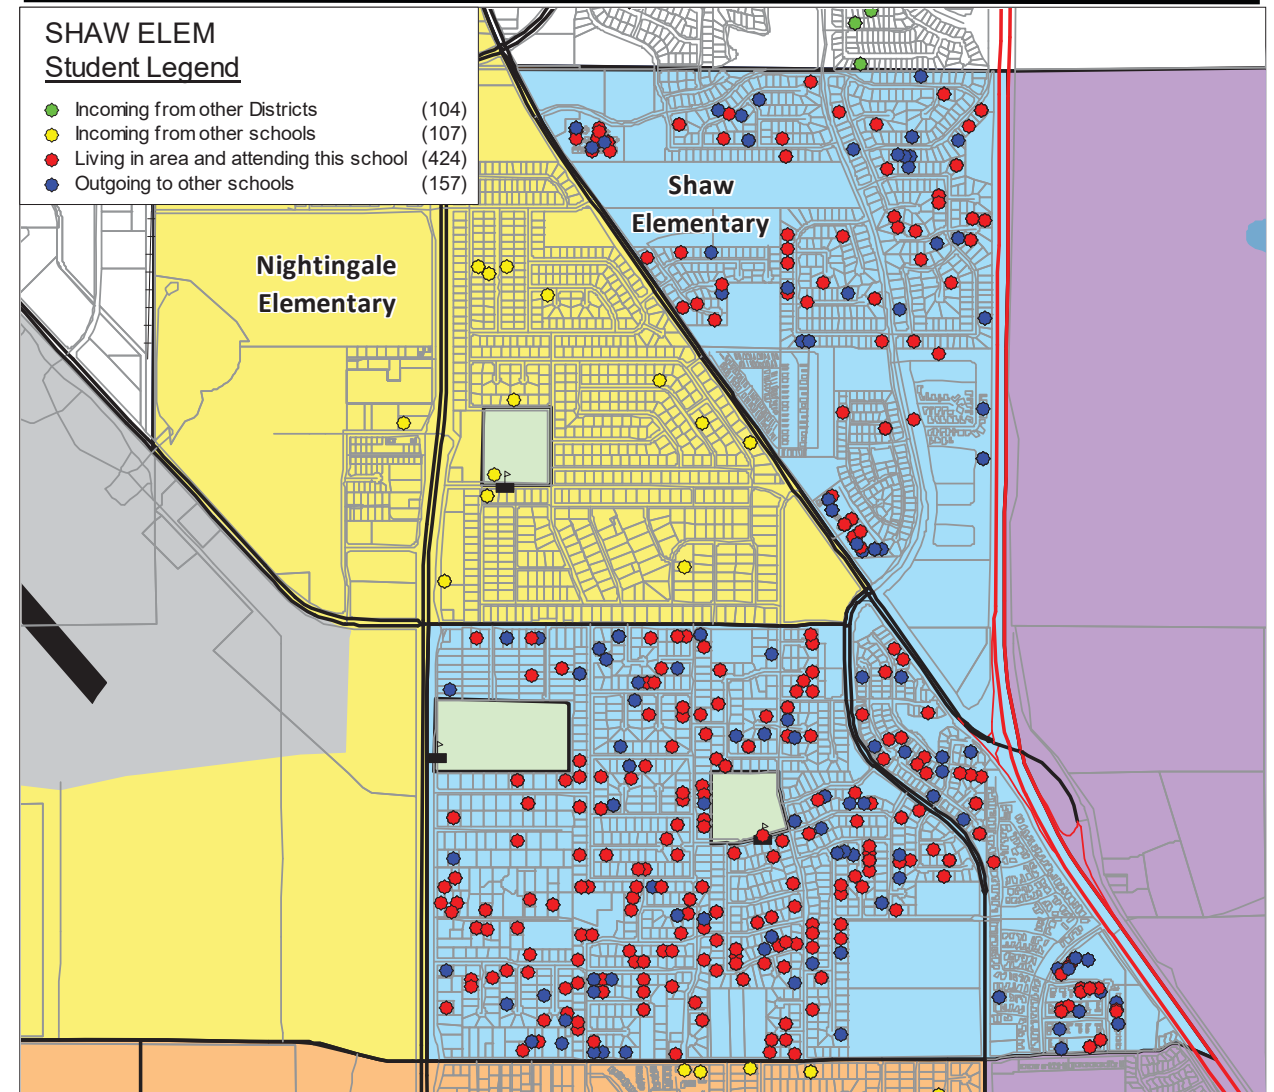 SHAW ELEM
Student Legend
Incoming from other Districts (104)
Incoming from other schools (107)
Living in area and attending this school (424)
Outgoing to other schools (157)
Shaw
Elementary
Nightingale
Elementary